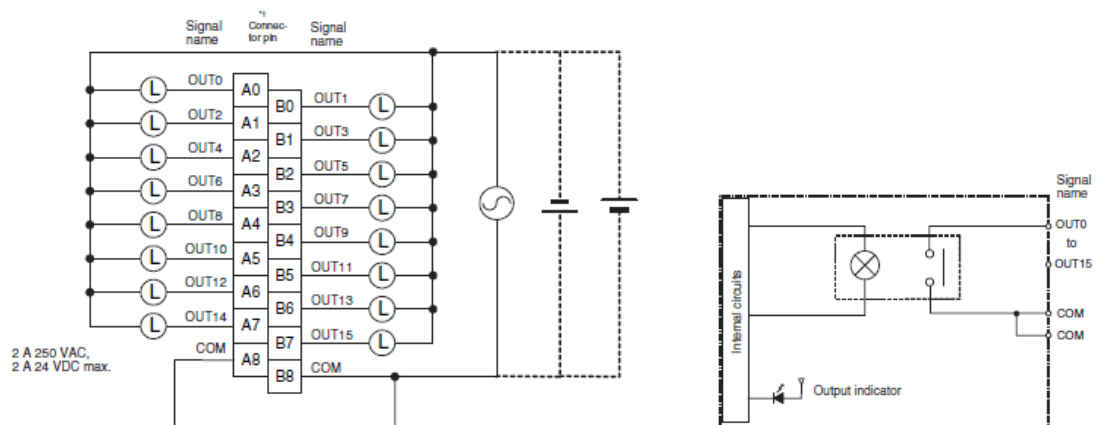 Signal name
*1 Connec- tor pin
Signal name
OUT0
A0
B0
OUT1
L
L
OUT2
A1
B1
OUT3
L
L
OUT4
A2
B2
OUT5
L
L
OUT6
A3
B3
OUT7
L
L
OUT8
A4
B4
OUT9
L
L
OUT10
A5
B5
OUT11
L
L
OUT12
A6
B6
OUT13
L
L
OUT14
A7
B7
OUT15
L
L
2 A 250 VAC,
2 A 24 VDC max.
COM
A8
B8
COM
Internal circuits
Output indicator
Signal
name
OUT0
to
OUT15
COM
COM